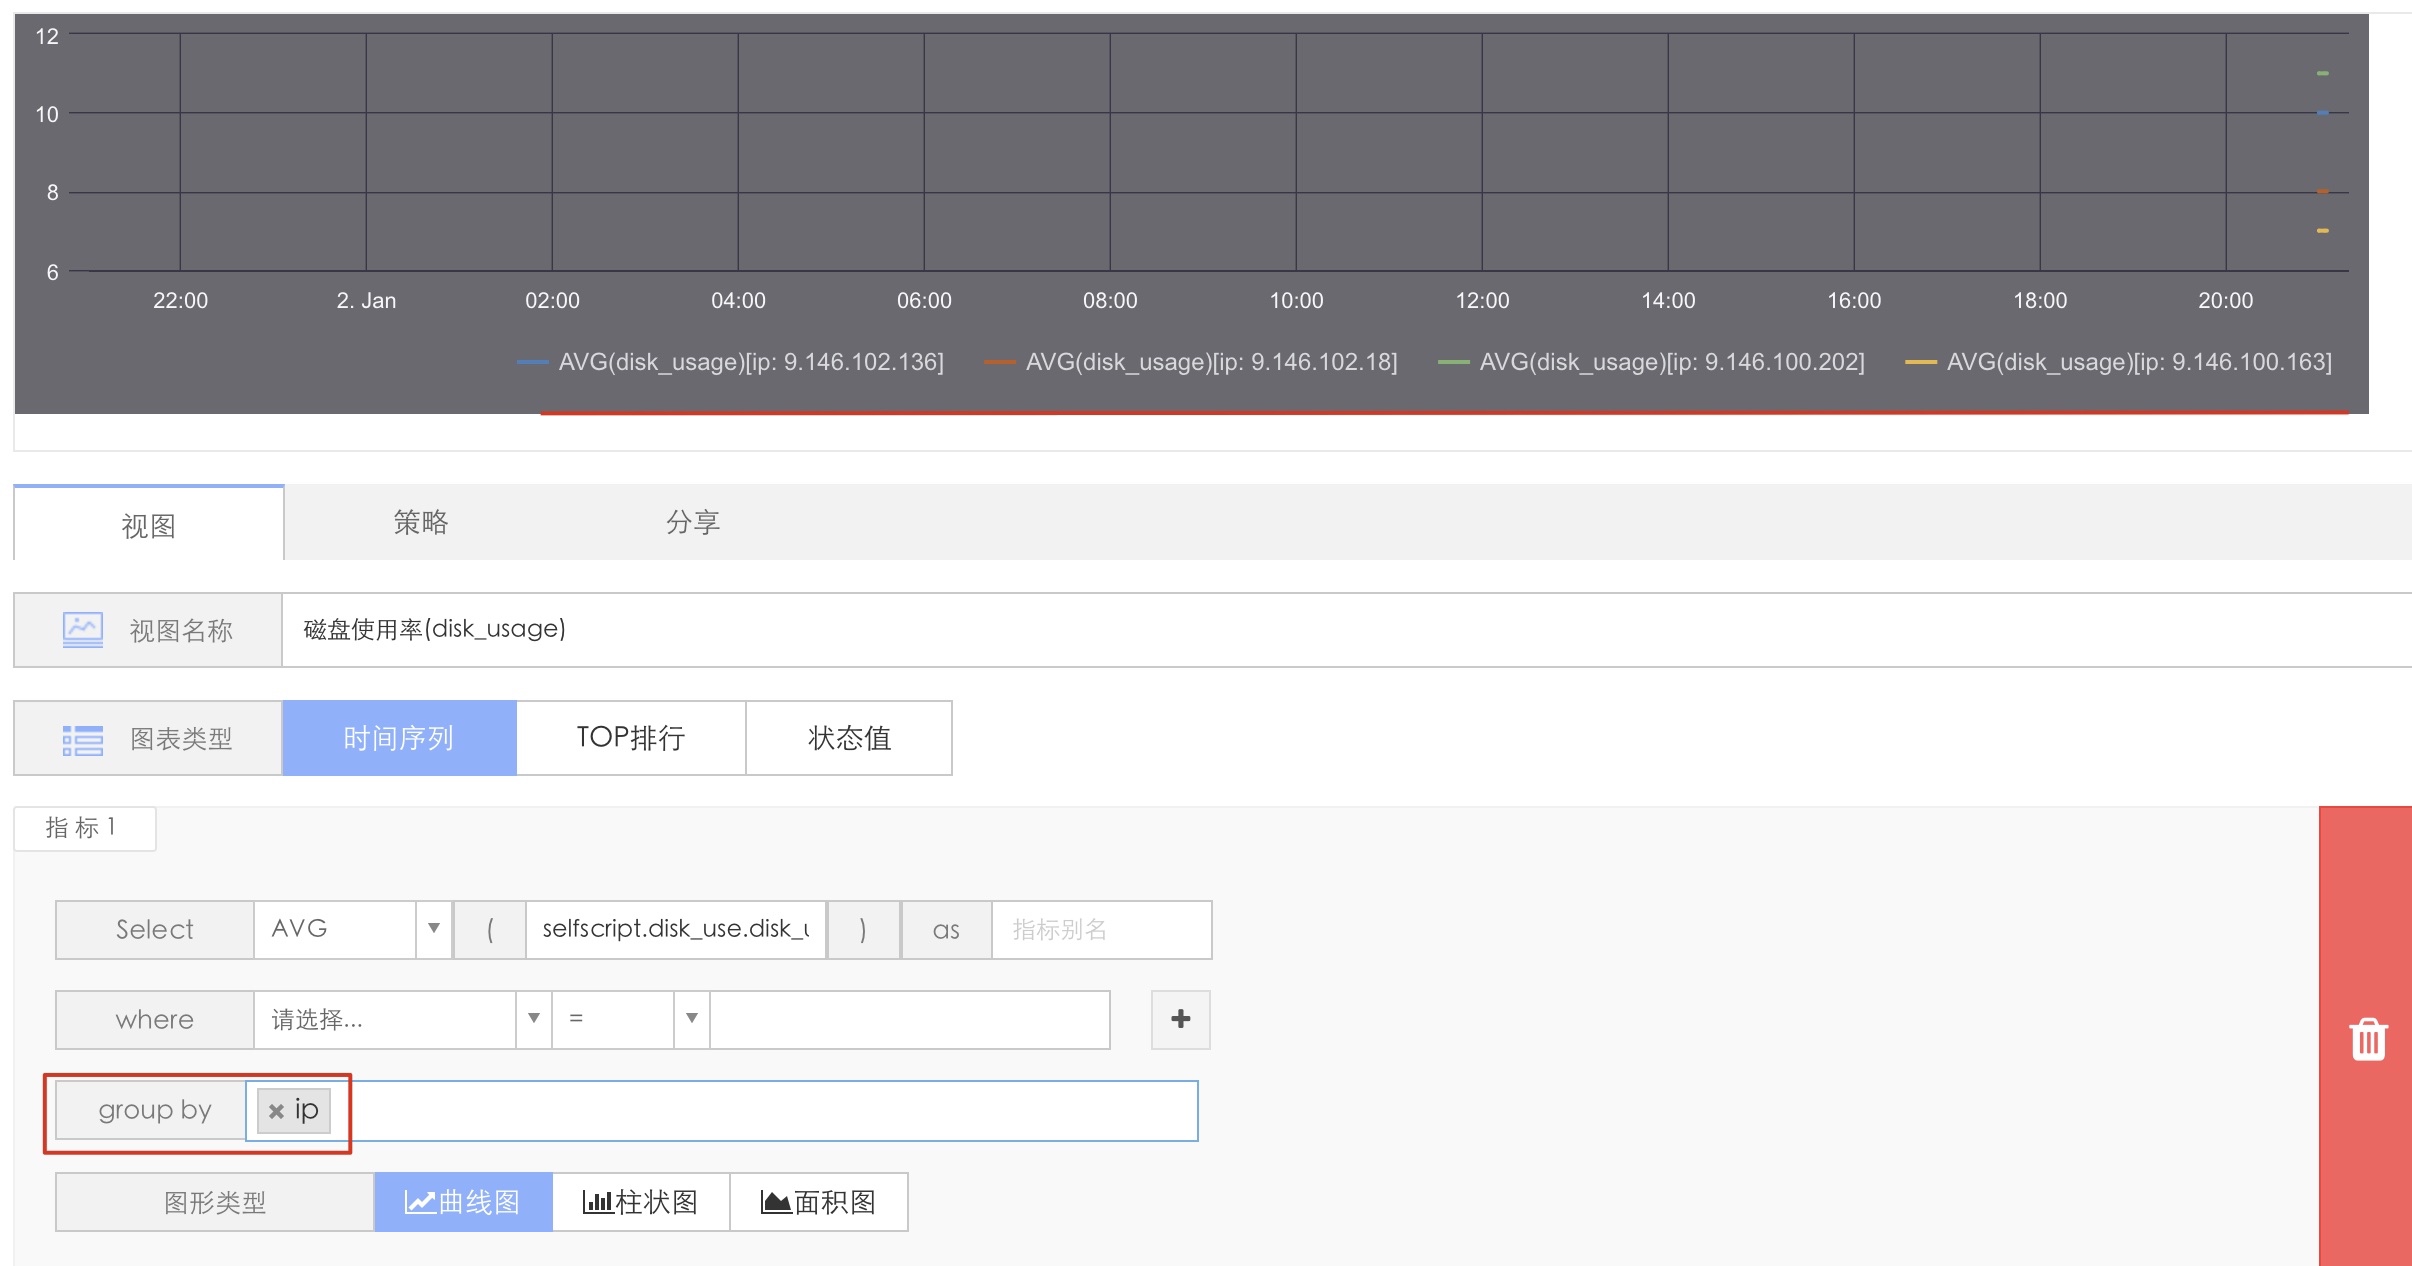 12
10
8
6
22:00 2. Jan 02:00 04:00 06:00 08:00 10:00 12:00 14:00 16:00 18:00 20:00
AVG(disk_usage)[ip: 9.146.102.136] AVG(disk_usage)[ip: 9.146.102.18] AVG(disk_usage)[ip: 9.146.100.202] AVG(disk_usage)[ip: 9.146.100.163]
视图 策略 分享
视图名称 磁盘使用率(disk_usage)
图表类型 时间序列 TOP排行 状态值
指 标 1
Select AVG ( selfscript.disk_use.disk_u ) as 指标别名
where 请选择... =
group by ip
图形类型 曲线图 柱状图 面积图